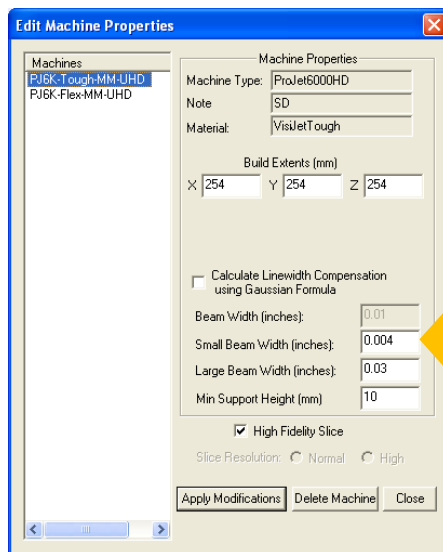 Edit Machine Properties
Machines
PJ6K-Tough-MM-UHD
PJ6K-Flex-MM-UHD
Machine Properties
Machine Type: ProJet6000HD
Note SD
Material: VisiJetTough
Build Extents (mm)
X 254 Y 254 Z 254
Calculate Linewidth Compensation
using Gaussian Formula
Beam Width (inches): 0.01
Small Beam Width (inches): 0.004
Large Beam Width (inches): 0.03
Min Support Height (mm) 10
High Fidelity Slice
Slice Resolution: Normal High
Apply Modifications Delete Machine Close